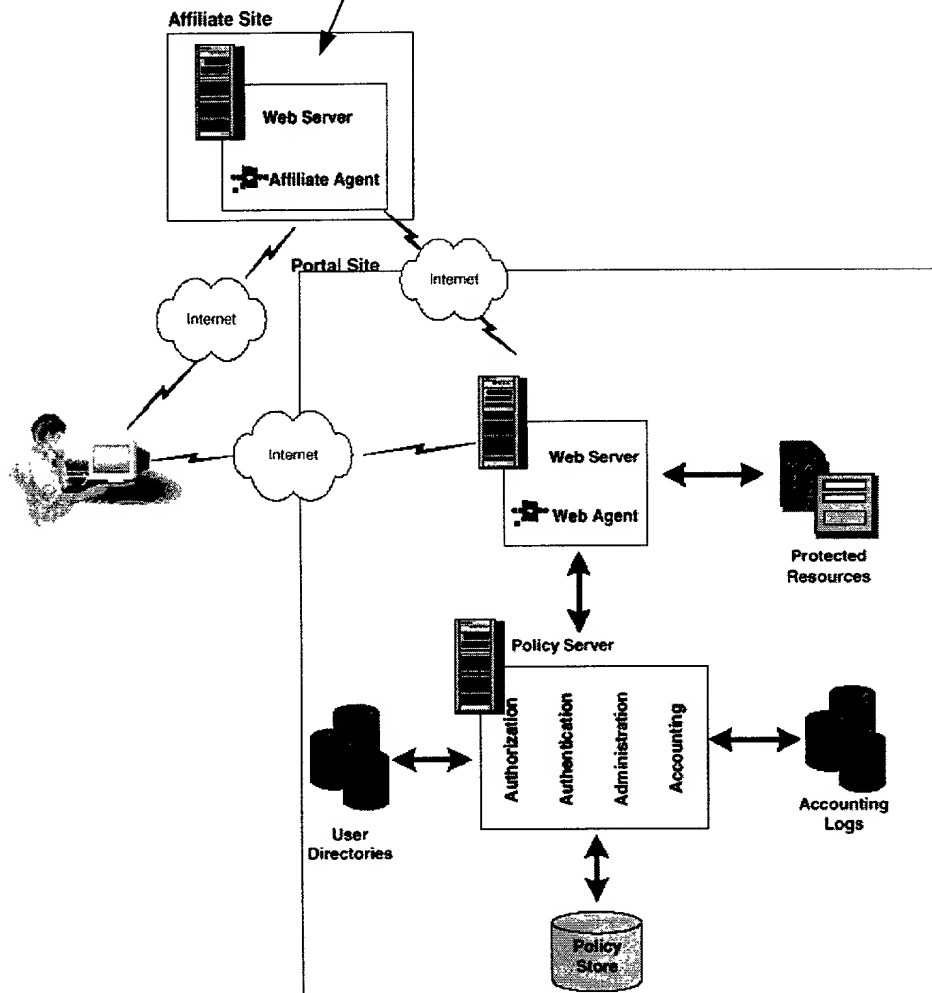 Affiliate Site
Web Server
Affiliate Agent
Portal Site
Internet
Internet
Internet
Web Server
Web Agent
Protected
Resources
Policy Server
Authorization
Authentication
Administration
Accounting
User
Directories
Accounting
Logs
Policy
Store